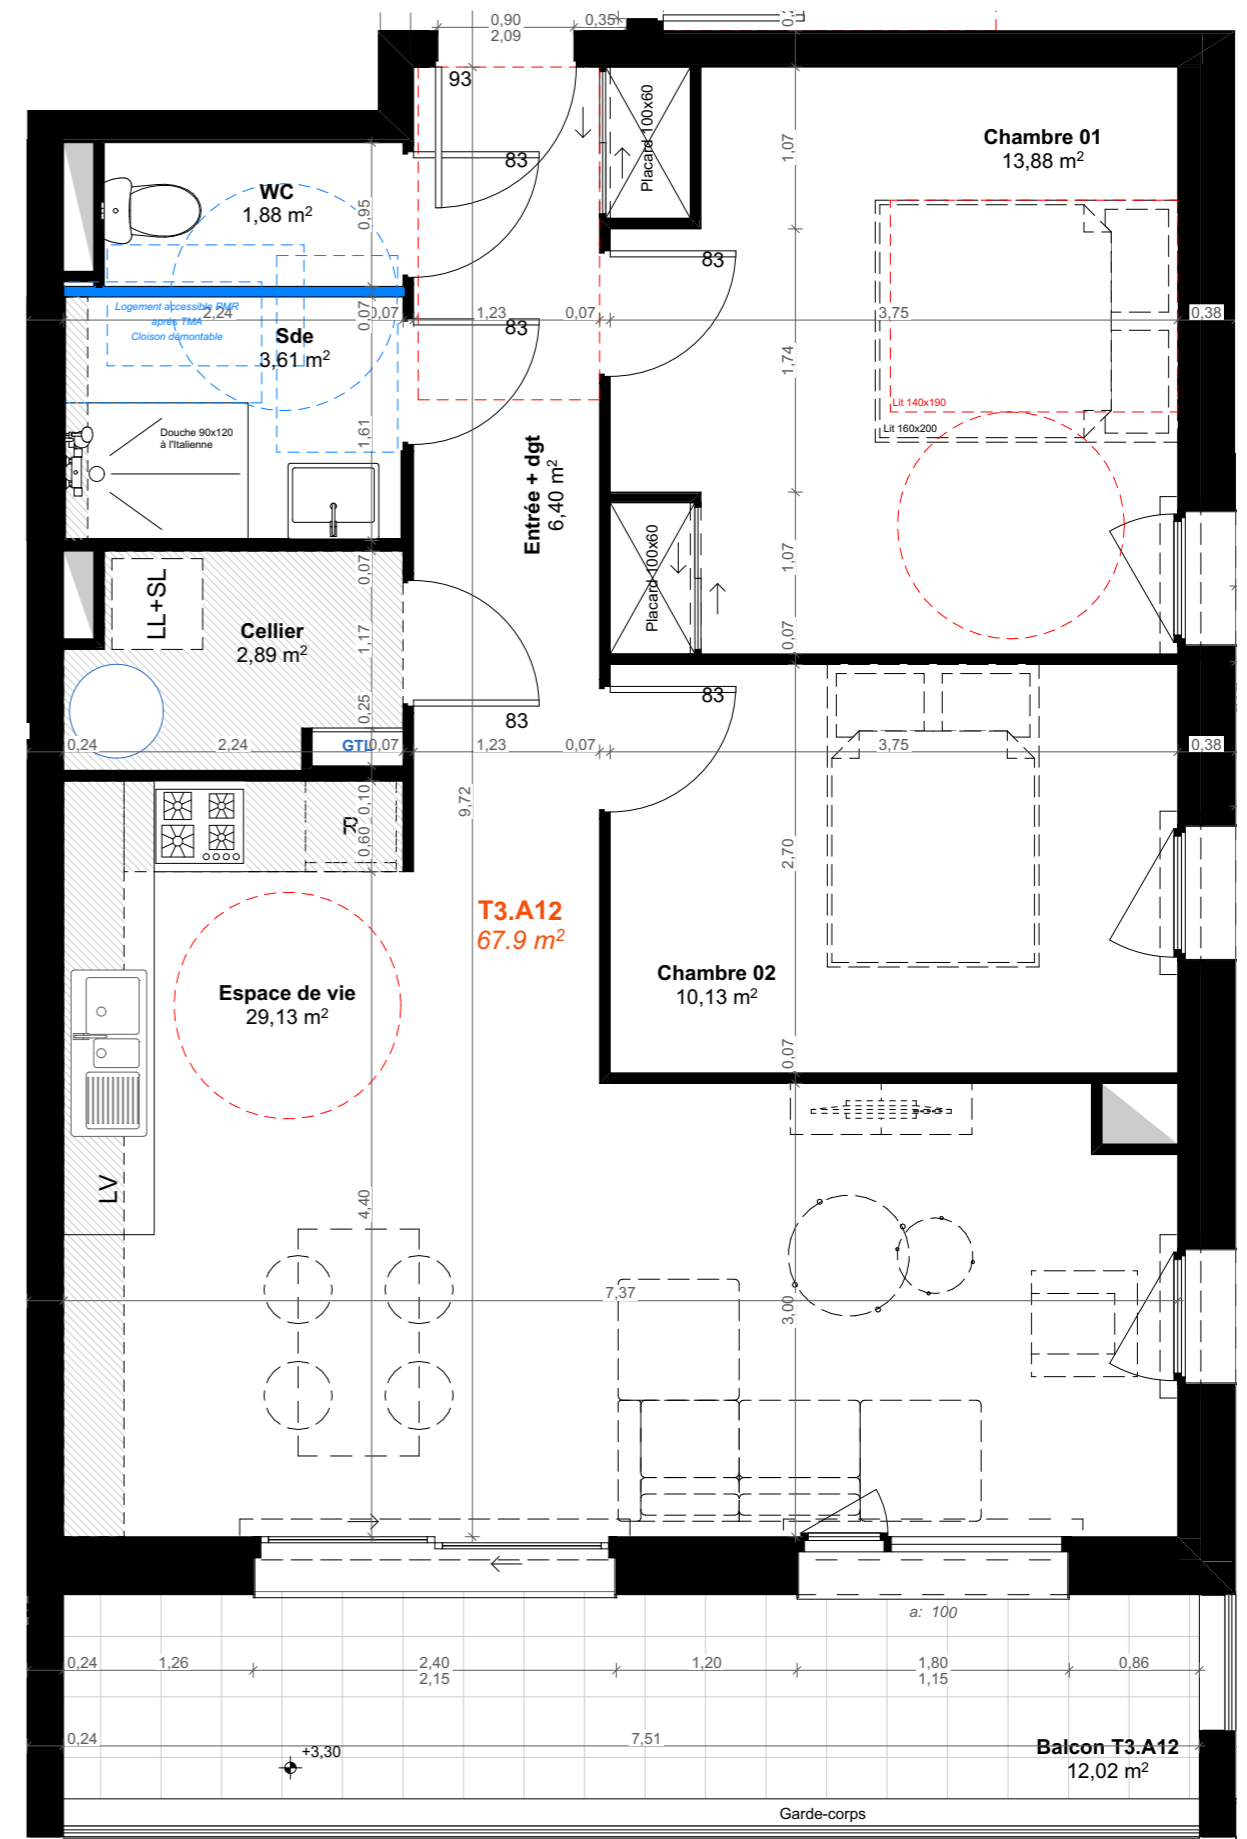 0,90
2,09
0,35
93
83
Placard 100x60
1,07
Chambre 01
13,88 m²
WC
1,88 m²
0,95
83
Logement accessible PMR
après TMA
Cloison démontable
2,24
0,07
0,07
1,23
0,07
83
3,75
0,38
Sde
3,61 m²
1,74
Lit 140x190
Lit 160x200
Douche 90x120
à l'Italienne
1,61
Entrée + dgt
6,40 m²
Placard 100x60
1,07
0,07
0,07
LL+SL
Cellier
2,89 m²
1,17
0,25
83
83
0,24
2,24
GTL
0,07
1,23
0,07
3,75
0,38
0,10
0,60
R
9,72
2,70
T3.A12
67.9 m²
Chambre 02
10,13 m²
Espace de vie
29,13 m²
0,07
LV
4,40
7,37
3,00
a: 100
0,24
1,26
2,40
2,15
1,20
1,80
1,15
0,86
0,24
7,51
+3,30
Balcon T3.A12
12,02 m²
Garde-corps